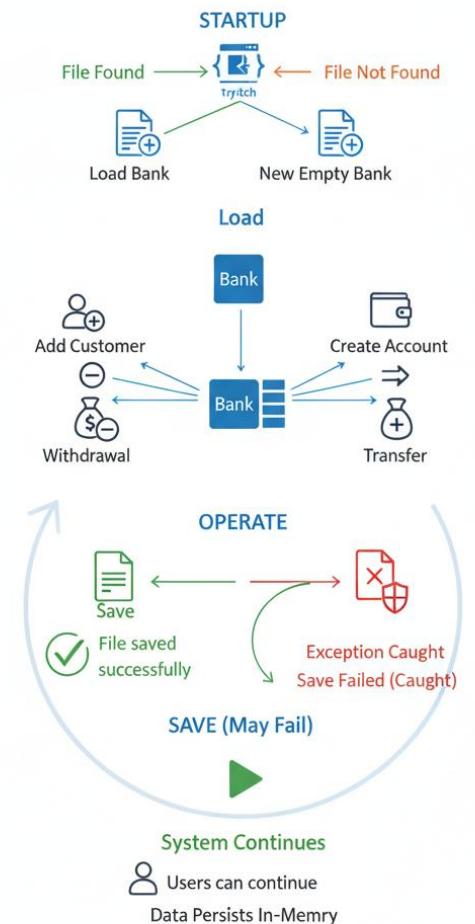 STARTUP
File Found
File Not Found
try/tch
Load Bank
New Empty Bank
Load
Bank
Add Customer
Create Account
Bank
$
Withdrawal
Transfer
OPERATE
Save
File saved
successfully
Exception Caught
Save Failed (Caught)
SAVE (May Fail)
System Continues
Users can continue
Data Persists In-Memry